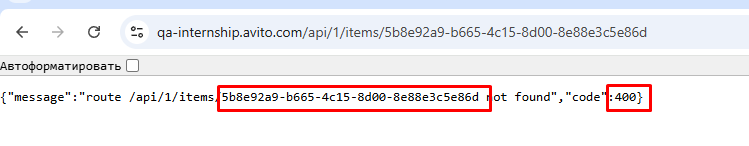 qa-internship.avito.com/api/1/items/5b8e92a9-b665-4c15-8d00-8e88e3c5e86d
Автоформатировать
{"message":"route /api/1/items/5b8e92a9-b665-4c15-8d00-8e88e3c5e86d not found","code":400}